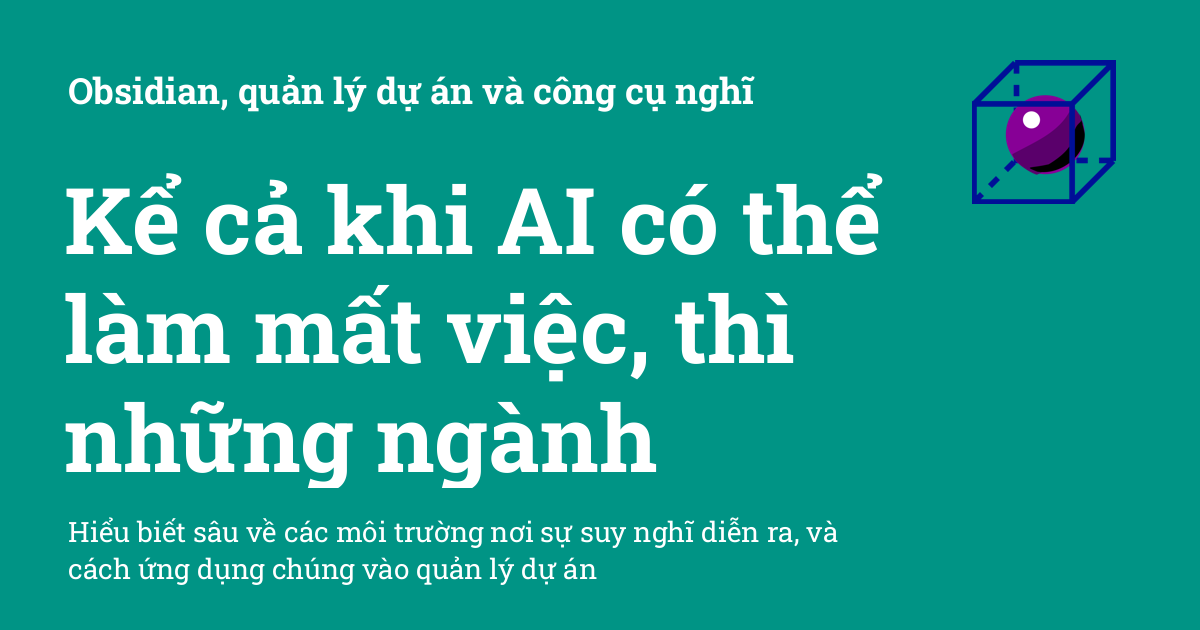 Obsidian, quản lý dự án và công cụ nghĩ
Kể cả khi AI có thể
làm mất việc, thì
những ngành
Hiểu biết sâu về các môi trường nơi sự suy nghĩ diễn ra, và
cách ứng dụng chúng vào quản lý dự án